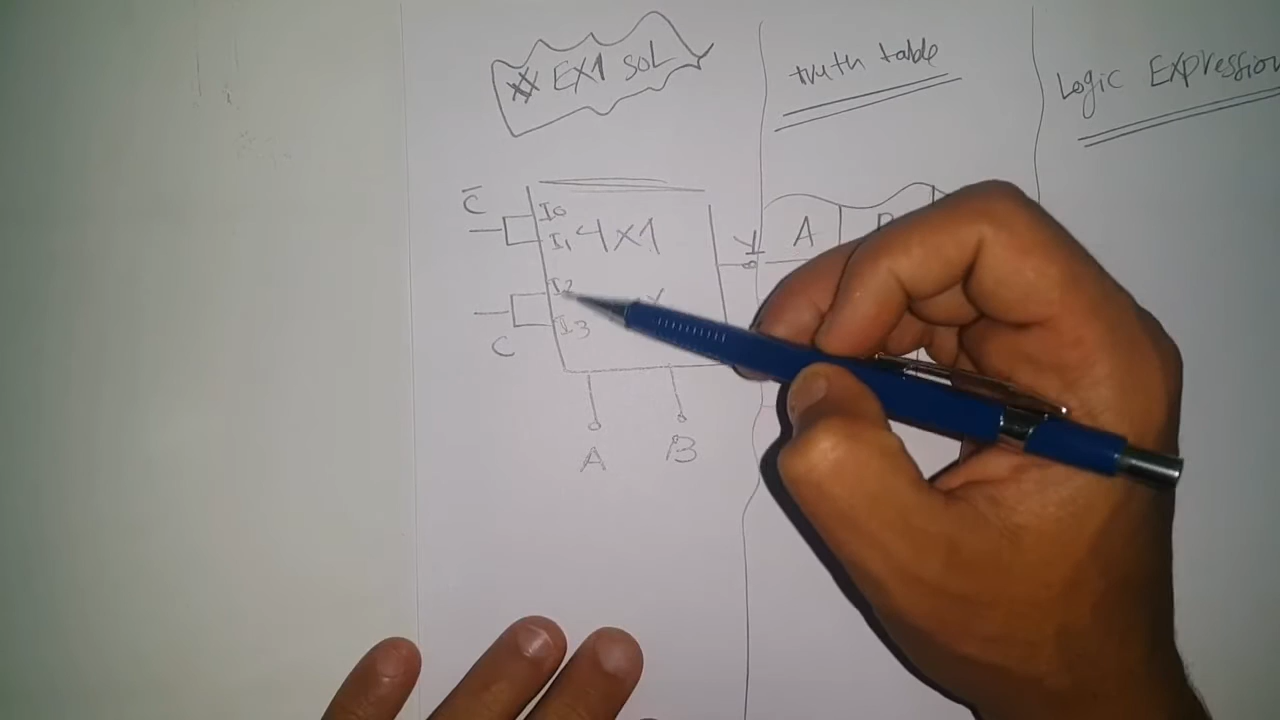 ** EX1 SOL
truth table
Logic Expression
C̄
I0
I1
4x1
Y
A
I2
I3
C
A
B